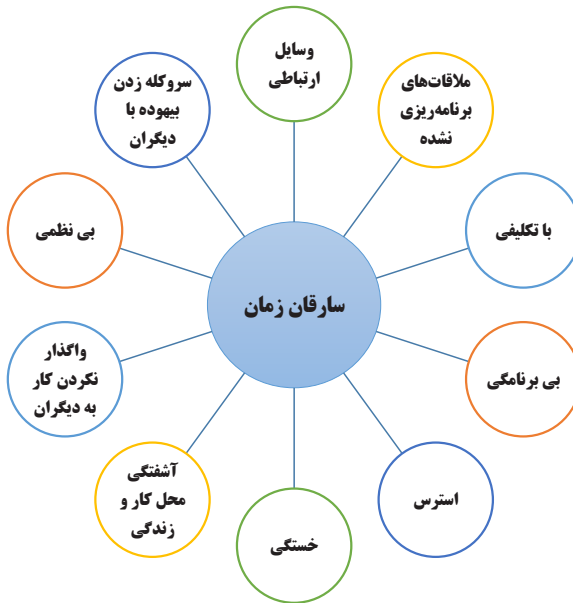 وسایل
ارتباطی
ملاقات‌های
برنامه‌ریزی
نشده
با تکلیفی
بی برنامگی
استرس
خستگی
آشفتگی
محل کار و
زندگی
واگذار
نکردن کار
به دیگران
بی نظمی
سروکله زدن
بیهوده با
دیگران
سارقان زمان